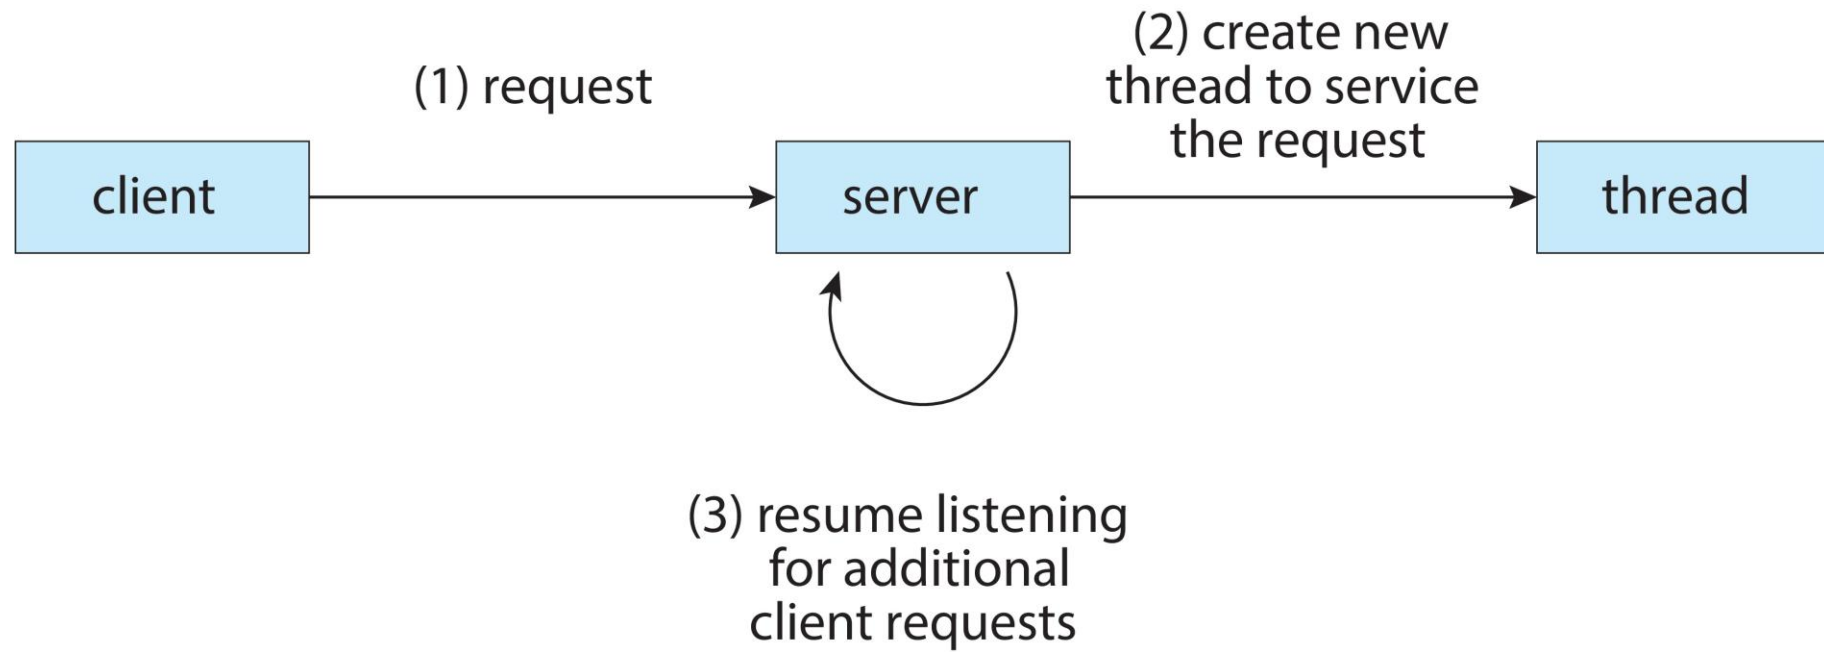 (1) request
(2) create new
thread to service
the request
client
server
thread
(3) resume listening
for additional
client requests